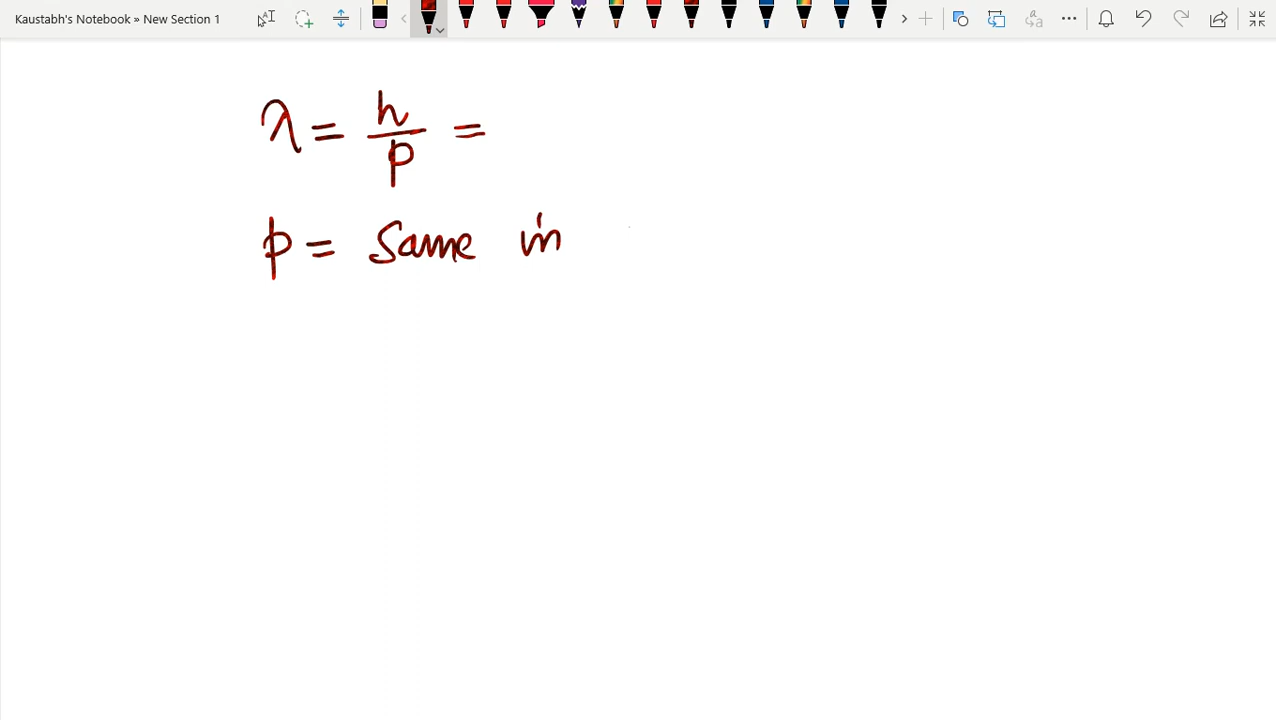 Kaustabh's Notebook » New Section 1
λ = h/p =
p = Same in